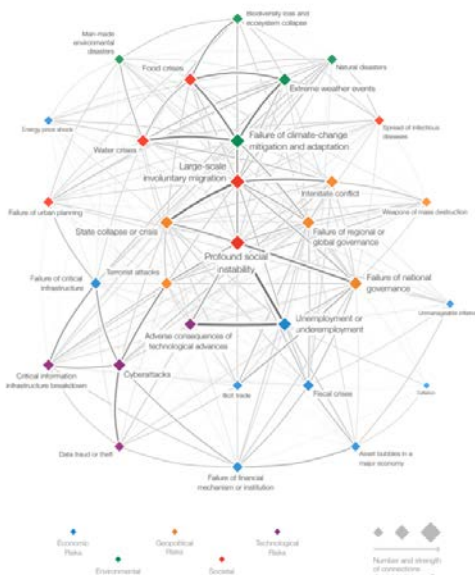 Biodiversity loss and
ecosystem collapse
Man-made
environmental
disasters
Natural disasters
Food crises
Extreme weather events
Energy price shock
Spread of infectious
diseases
Failure of climate-change
mitigation and adaptation
Water crises
Large-scale
involuntary migration
Interstate conflict
Failure of urban planning
Weapons of mass destruction
State collapse or crisis
Failure of regional or
global governance
Profound social
instability
Failure of critical
infrastructure
Terrorist attacks
Failure of national
governance
Unmanageable inflation
Adverse consequences of
technological advances
Unemployment or
underemployment
Critical information
infrastructure breakdown
Cyberattacks
Illicit trade
Fiscal crises
Deflation
Data fraud or theft
Asset bubbles in a
major economy
Failure of financial
mechanism or institution
Economic
Risks
Geopolitical
Risks
Technological
Risks
Number and strength
of connections
Environmental
Societal